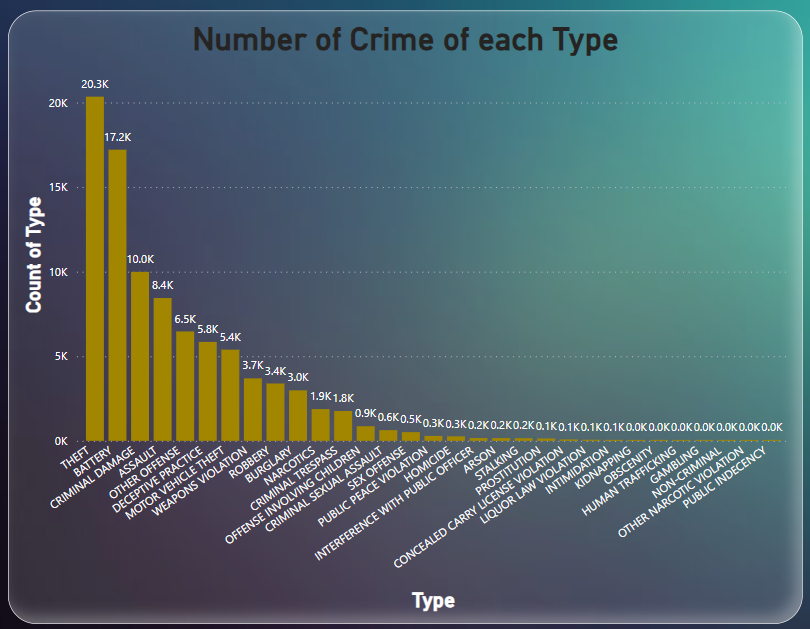 Number of Crime of each Type
Count of Type
20K
15K
10K
5K
0K
20.3K
17.2K
10.0K
8.4K
6.5K
5.8K
5.4K
3.7K
3.4K
3.0K
1.9K
1.8K
0.9K
0.6K
0.5K
0.3K
0.3K
0.2K
0.2K
0.2K
0.1K
0.1K
0.1K
0.1K
0.0K
0.0K
0.0K
0.0K
0.0K
0.0K
0.0K
THEFT
BATTERY
CRIMINAL DAMAGE
ASSAULT
OTHER OFFENSE
DECEPTIVE PRACTICE
MOTOR VEHICLE THEFT
WEAPONS VIOLATION
ROBBERY
BURGLARY
NARCOTICS
CRIMINAL TRESPASS
OFFENSE INVOLVING CHILDREN
CRIMINAL SEXUAL ASSAULT
SEX OFFENSE
PUBLIC PEACE VIOLATION
HOMICIDE
INTERFERENCE WITH PUBLIC OFFICER
ARSON
STALKING
PROSTITUTION
CONCEALED CARRY LICENSE VIOLATION
LIQUOR LAW VIOLATION
INTIMIDATION
KIDNAPPING
OBSCENITY
HUMAN TRAFFICKING
GAMBLING
NON-CRIMINAL
OTHER NARCOTIC VIOLATION
PUBLIC INDECENCY
Type